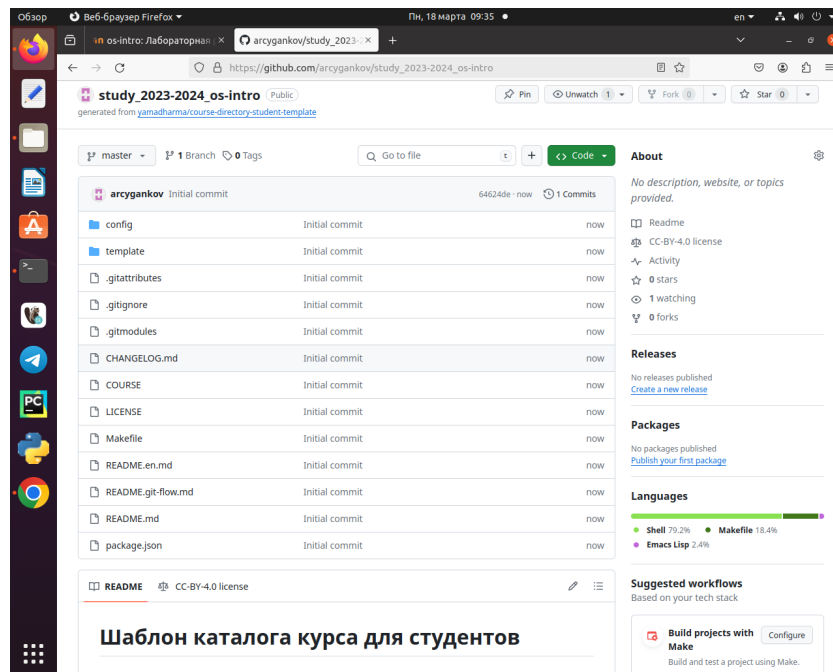 Обзор
Веб-браузер Firefox
Пн, 18 марта 09:35
en
os-intro: Лабораторная
arcygankov/study_2023-2
https://github.com/arcygankov/study_2023-2024_os-intro
study_2023-2024_os-intro Public
Pin
Unwatch 1
Fork 0
Star 0
generated from yamadharma/course-directory-student-template
master
1 Branch
0 Tags
Go to file
t
+
<> Code
arcygankov Initial commit
64624de · now
1 Commits
config Initial commit now
template Initial commit now
.gitattributes Initial commit now
.gitignore Initial commit now
.gitmodules Initial commit now
CHANGELOG.md Initial commit now
COURSE Initial commit now
LICENSE Initial commit now
Makefile Initial commit now
README.en.md Initial commit now
README.git-flow.md Initial commit now
README.md Initial commit now
package.json Initial commit now
README
CC-BY-4.0 license
Шаблон каталога курса для студентов
About
No description, website, or topics
provided.
Readme
CC-BY-4.0 license
Activity
0 stars
1 watching
0 forks
Releases
No releases published
Create a new release
Packages
No packages published
Publish your first package
Languages
Shell 79.2%
Makefile 18.4%
Emacs Lisp 2.4%
Suggested workflows
Based on your tech stack
Build projects with
Make
Configure
Build and test a project using Make.